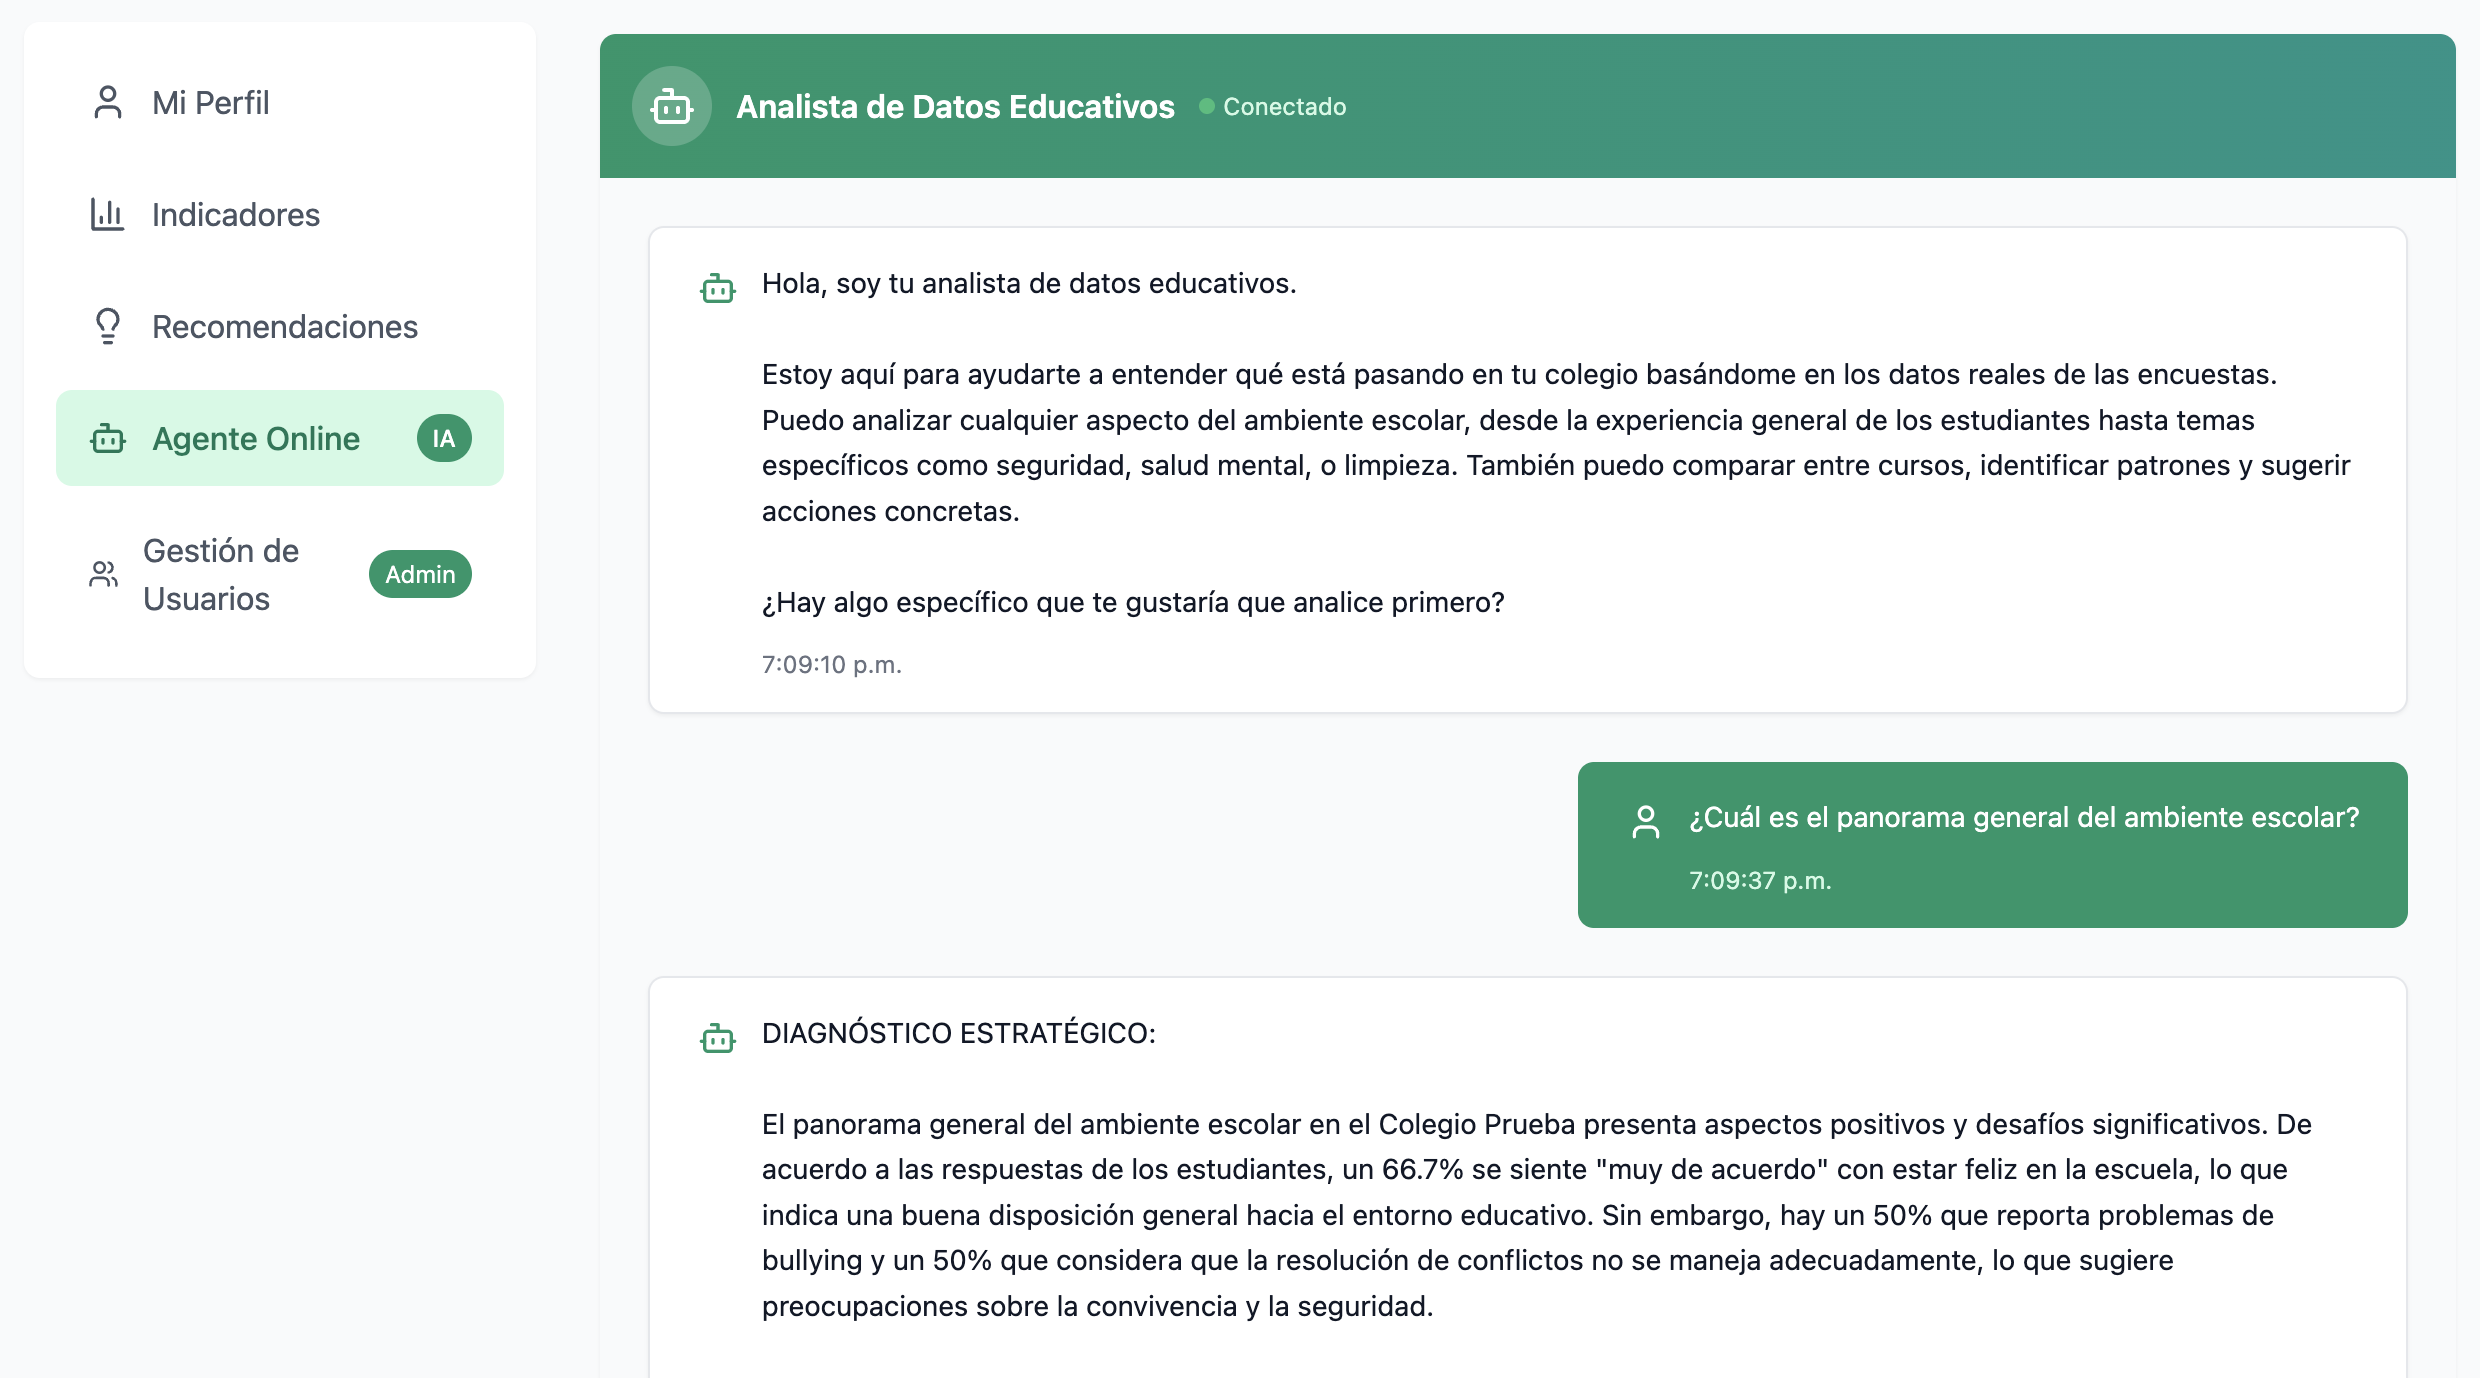 Mi Perfil
Indicadores
Recomendaciones
Agente Online
IA
Gestión de
Usuarios
Admin
Analista de Datos Educativos
Conectado
Hola, soy tu analista de datos educativos.
Estoy aquí para ayudarte a entender qué está pasando en tu colegio basándome en los datos reales de las encuestas.
Puedo analizar cualquier aspecto del ambiente escolar, desde la experiencia general de los estudiantes hasta temas
específicos como seguridad, salud mental, o limpieza. También puedo comparar entre cursos, identificar patrones y sugerir
acciones concretas.
¿Hay algo específico que te gustaría que analice primero?
7:09:10 p.m.
¿Cuál es el panorama general del ambiente escolar?
7:09:37 p.m.
DIAGNÓSTICO ESTRATÉGICO:
El panorama general del ambiente escolar en el Colegio Prueba presenta aspectos positivos y desafíos significativos. De
acuerdo a las respuestas de los estudiantes, un 66.7% se siente "muy de acuerdo" con estar feliz en la escuela, lo que
indica una buena disposición general hacia el entorno educativo. Sin embargo, hay un 50% que reporta problemas de
bullying y un 50% que considera que la resolución de conflictos no se maneja adecuadamente, lo que sugiere
preocupaciones sobre la convivencia y la seguridad.